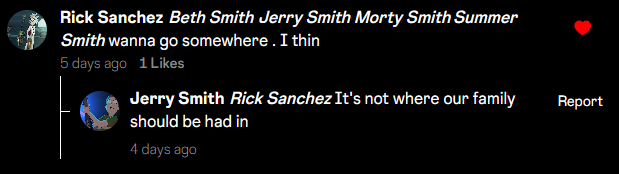 Rick Sanchez Beth Smith Jerry Smith Morty Smith Summer
Smith wanna go somewhere . I thin
5 days ago 1 Likes
Jerry Smith Rick Sanchez It's not where our family
should be had in
Report
4 days ago